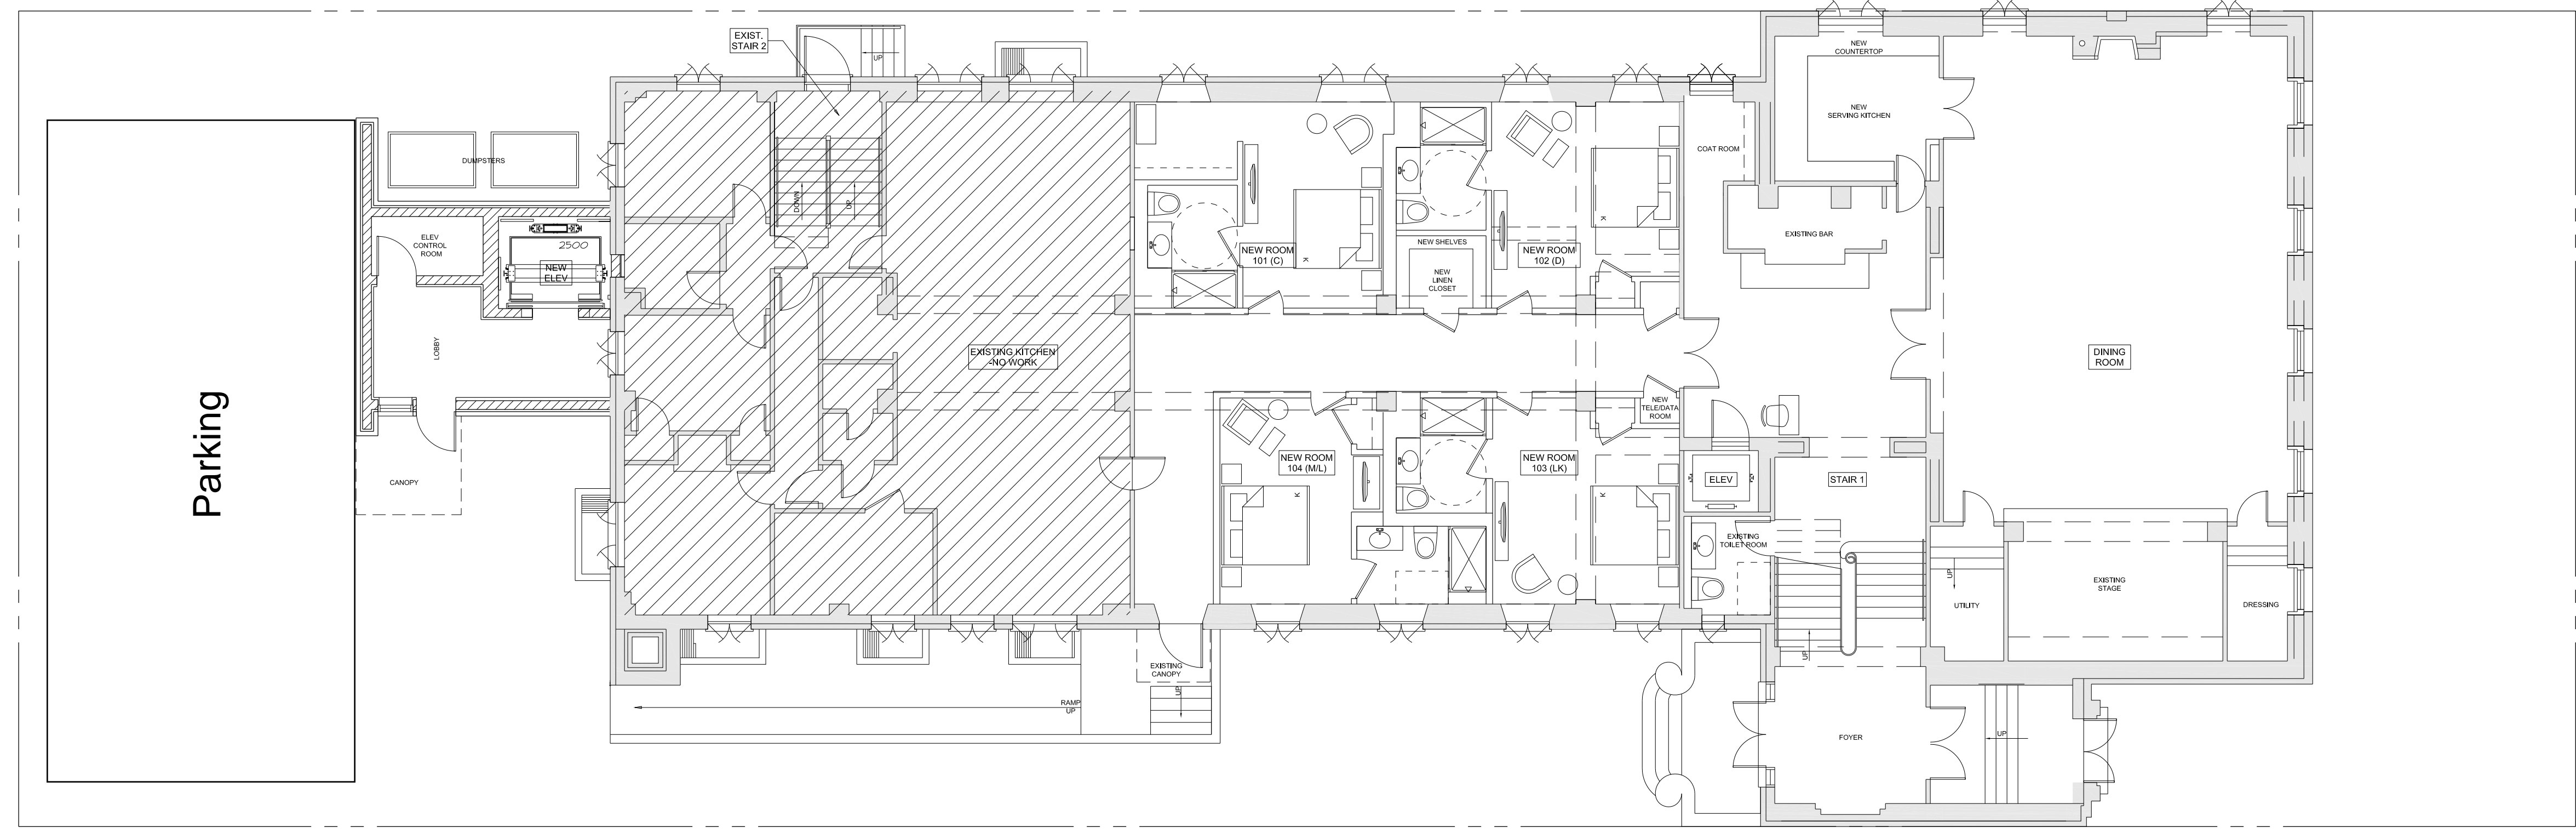 EXIST.
STAIR 2
UP
NEW
COUNTERTOP
NEW
SERVING KITCHEN
COAT ROOM
DUMPSTERS
DOWN
UP
ELEV
CONTROL
ROOM
2500
NEW
ELEV
LOBBY
CANOPY
Parking
EXISTING KITCHEN
-NO WORK
NEW ROOM
101 (C)
K
NEW SHELVES
NEW
LINEN
CLOSET
NEW ROOM
102 (D)
K
EXISTING BAR
DINING
ROOM
NEW
TELE/DATA
ROOM
NEW ROOM
104 (M/L)
K
NEW ROOM
103 (LK)
K
ELEV
STAIR 1
EXISTING
TOILET ROOM
UP
UTILITY
EXISTING
STAGE
DRESSING
UP
EXISTING
CANOPY
UP
RAMP
UP
FOYER
UP